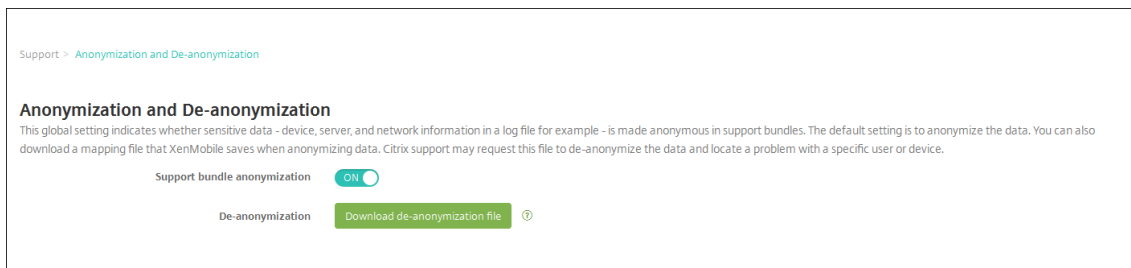 Support > Anonymization and De-anonymization
Anonymization and De-anonymization
This global setting indicates whether sensitive data - device, server, and network information in a log file for example - is made anonymous in support bundles. The default setting is to anonymize the data. You can also
download a mapping file that XenMobile saves when anonymizing data. Citrix support may request this file to de-anonymize the data and locate a problem with a specific user or device.
Support bundle anonymization ON
De-anonymization Download de-anonymization file ?